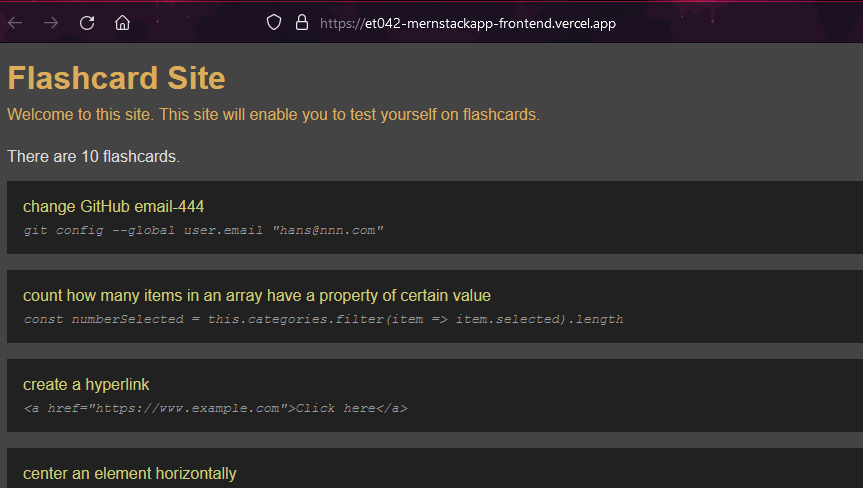 https://et042-mernstackapp-frontend.vercel.app
Flashcard Site
Welcome to this site. This site will enable you to test yourself on flashcards.
There are 10 flashcards.
change GitHub email-444
git config --global user.email "hans@nnn.com"
count how many items in an array have a property of certain value
const numberSelected = this.categories.filter(item => item.selected).length
create a hyperlink
<a href="https://www.example.com">Click here</a>
center an element horizontally